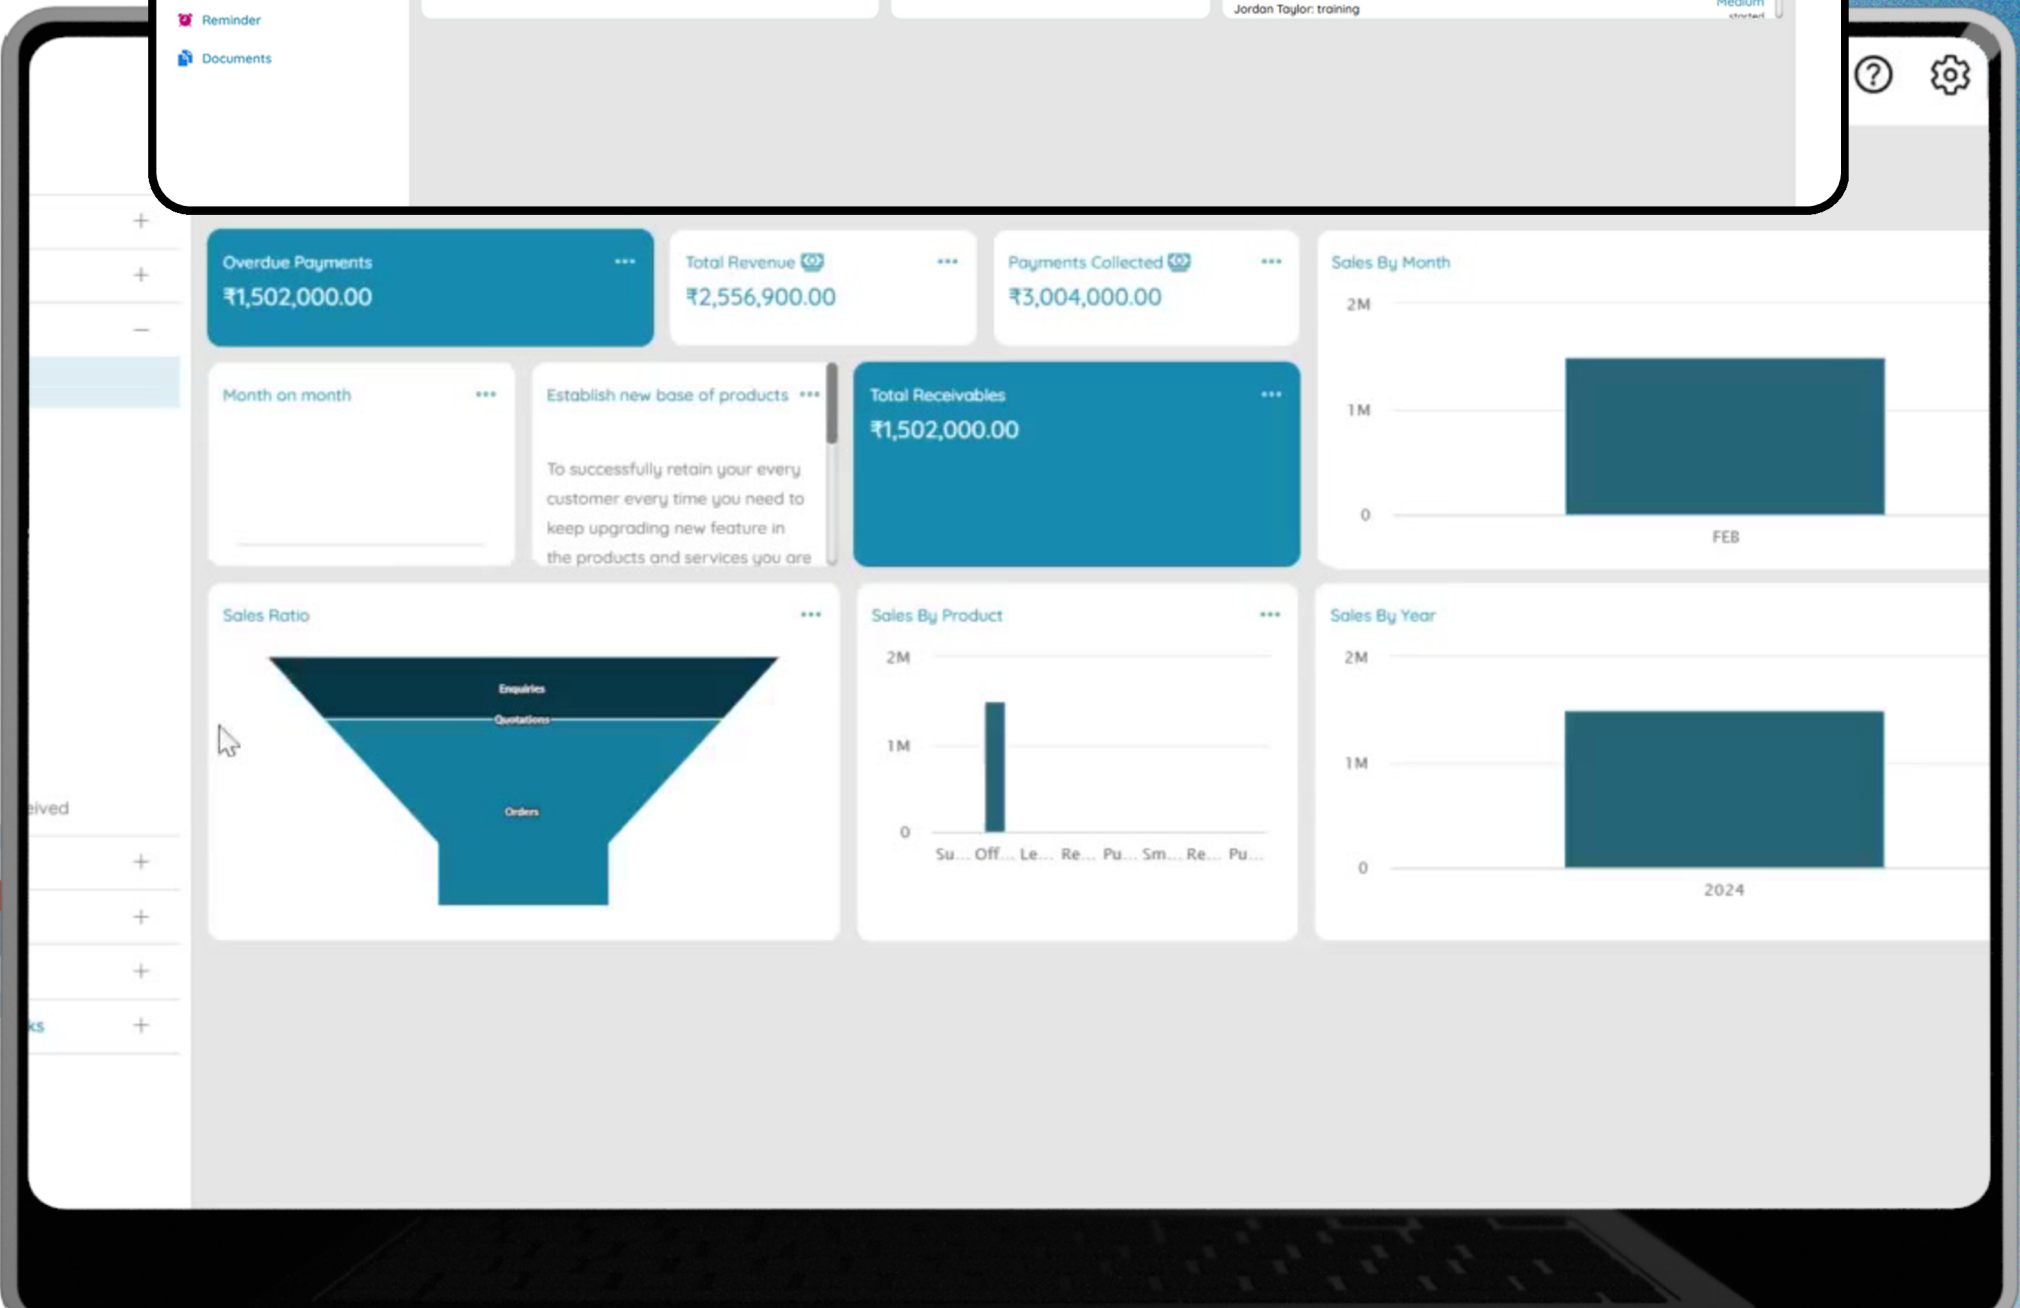 Jordan Taylor: training
Medium
started
Reminder
Documents
Overdue Payments
₹1,502,000.00
Total Revenue
₹2,556,900.00
Payments Collected
₹3,004,000.00
Sales By Month
2M
1M
0
FEB
Month on month
Establish new base of products
To successfully retain your every
customer every time you need to
keep upgrading new feature in
the products and services you are
Total Receivables
₹1,502,000.00
Sales Ratio
Enquiries
Quotations
Orders
Sales By Product
2M
1M
0
Su... Off... Le... Re... Pu... Sm... Re... Pu...
Sales By Year
2M
1M
0
2024
eived
ks